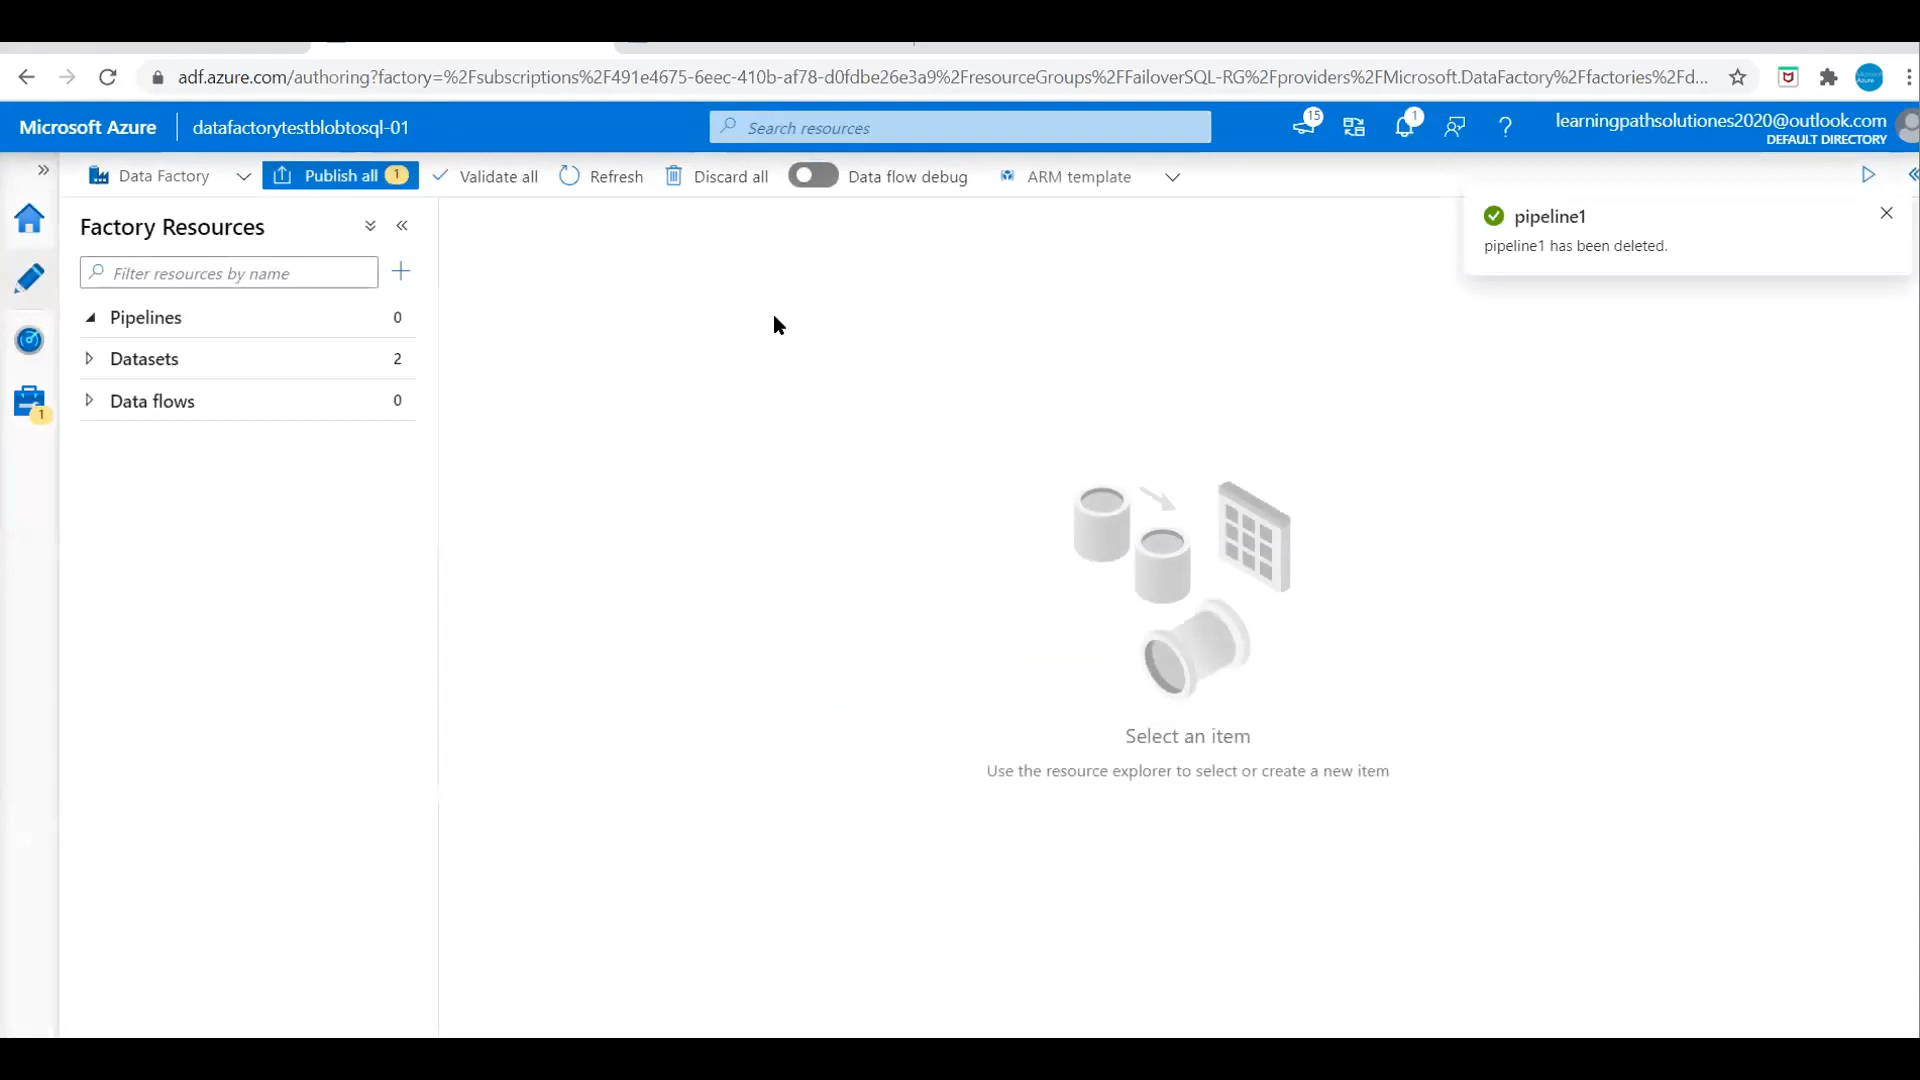 adf.azure.com/authoring?factory=%2Fsubscriptions%2F491e4675-6eec-410b-af78-d0fdbe26e3a9%2FresourceGroups%2FFailoverSQL-RG%2Fproviders%2FMicrosoft.DataFactory%2Ffactories%2Fd...
Microsoft Azure datafactorytestblobtosql-01 Search resources 15 1 learningpathsolutiones2020@outlook.com
DEFAULT DIRECTORY
Data Factory Publish all 1 Validate all Refresh Discard all Data flow debug ARM template
pipeline1
pipeline1 has been deleted.
Factory Resources
Filter resources by name
Pipelines 0
Datasets 2
Data flows 0
1
Select an item
Use the resource explorer to select or create a new item